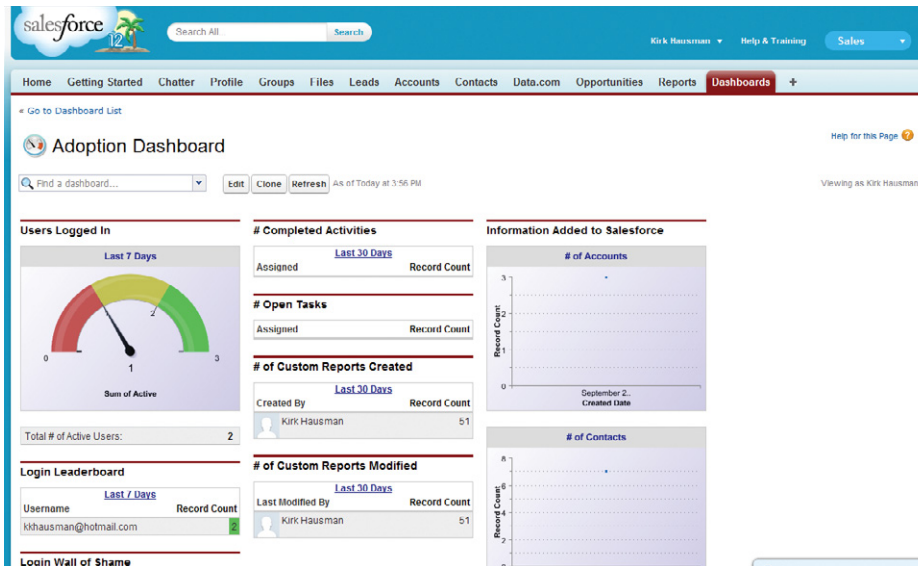 salesforce
12
Search All...
Search
Kirk Hausman
Help & Training
Sales
Home Getting Started Chatter Profile Groups Files Leads Accounts Contacts Data.com Opportunities Reports Dashboards +
« Go to Dashboard List
Adoption Dashboard
Help for this Page ?
Find a dashboard...
Edit Clone Refresh As of Today at 3:56 PM
Viewing as Kirk Hausman
Users Logged In
Last 7 Days
0
1
2
3
Sum of Active
Total # of Active Users: 2
Login Leaderboard
Last 7 Days
Username Record Count
kkhausman@hotmail.com 2
Login Wall of Shame
# Completed Activities
Last 30 Days
Assigned Record Count
# Open Tasks
Assigned Record Count
# of Custom Reports Created
Last 30 Days
Created By Record Count
Kirk Hausman 51
# of Custom Reports Modified
Last 30 Days
Last Modified By Record Count
Kirk Hausman 51
Information Added to Salesforce
# of Accounts
Record Count
3
2
1
0
September 2..
Created Date
# of Contacts
Record Count
8
6
4
2
0